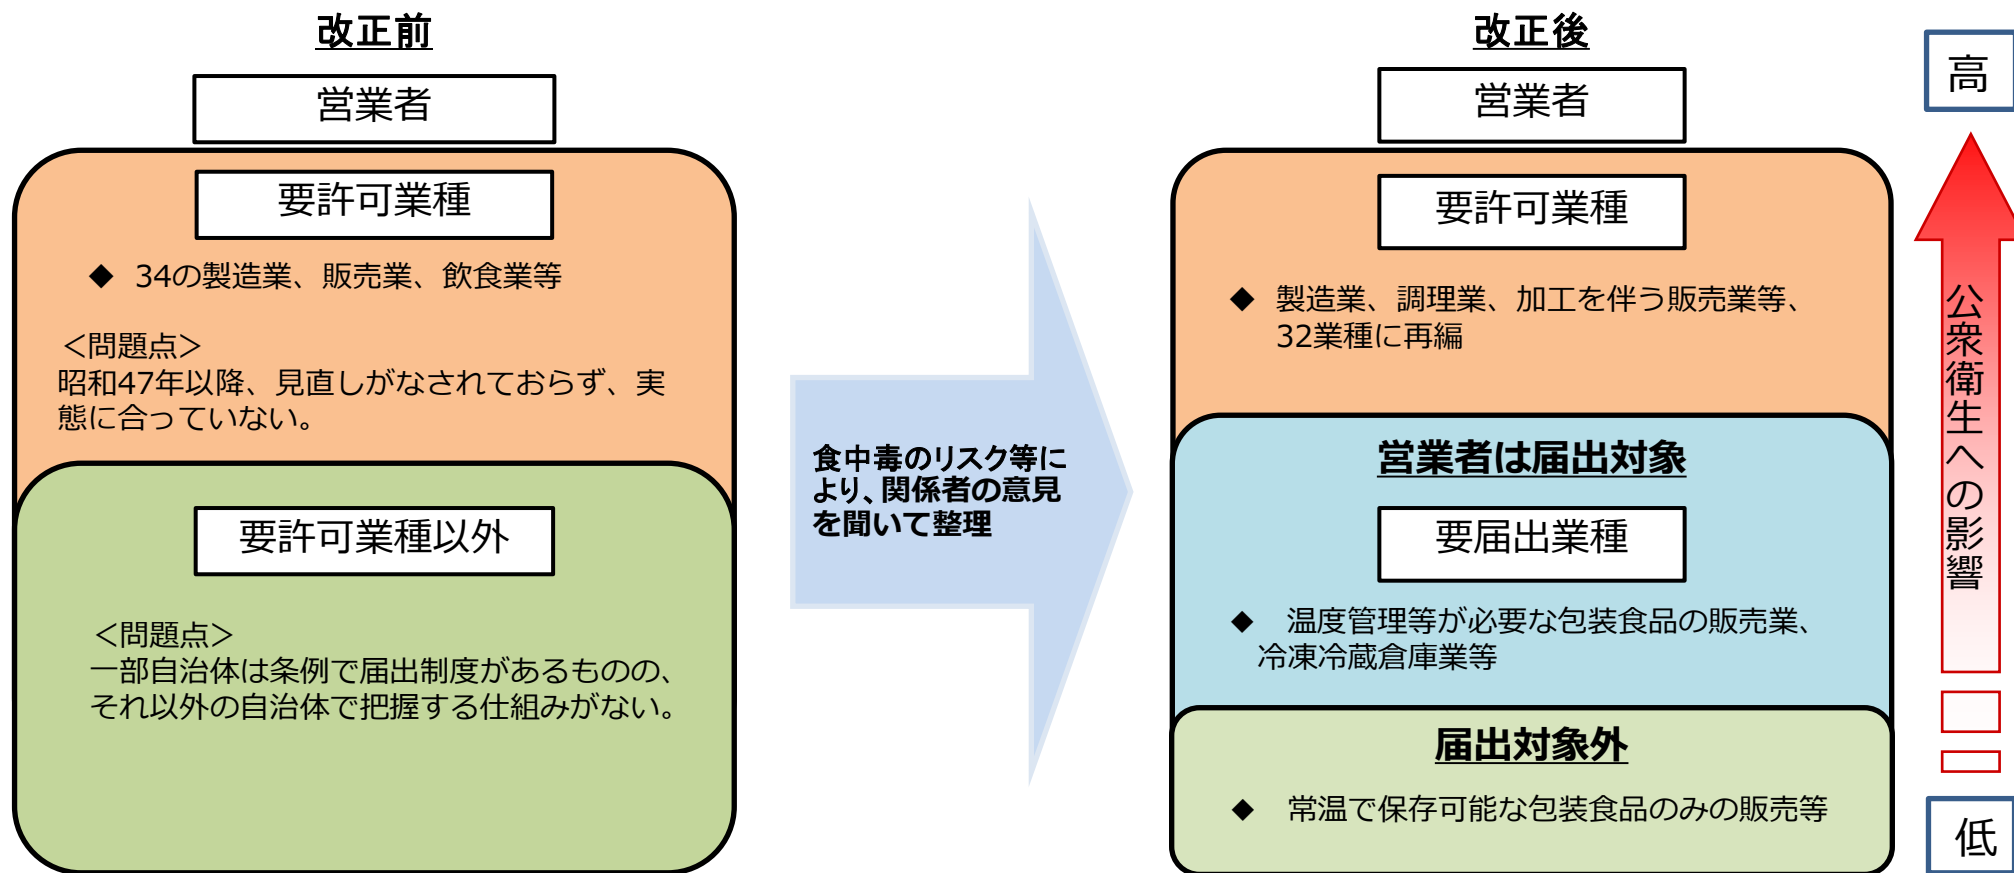 改正前
営業者
要許可業種
◆ 34の製造業、販売業、飲食業等
＜問題点＞
昭和47年以降、見直しがなされておらず、実
態に合っていない。
要許可業種以外
＜問題点＞
一部自治体は条例で届出制度があるものの、
それ以外の自治体で把握する仕組みがない。
食中毒のリスク等に
より、関係者の意見
を聞いて整理
改正後
営業者
要許可業種
◆ 製造業、調理業、加工を伴う販売業等、
32業種に再編
営業者は届出対象
要届出業種
◆ 温度管理等が必要な包装食品の販売業、
冷凍冷蔵倉庫業等
届出対象外
◆ 常温で保存可能な包装食品のみの販売等
高
公衆衛生への影響
低